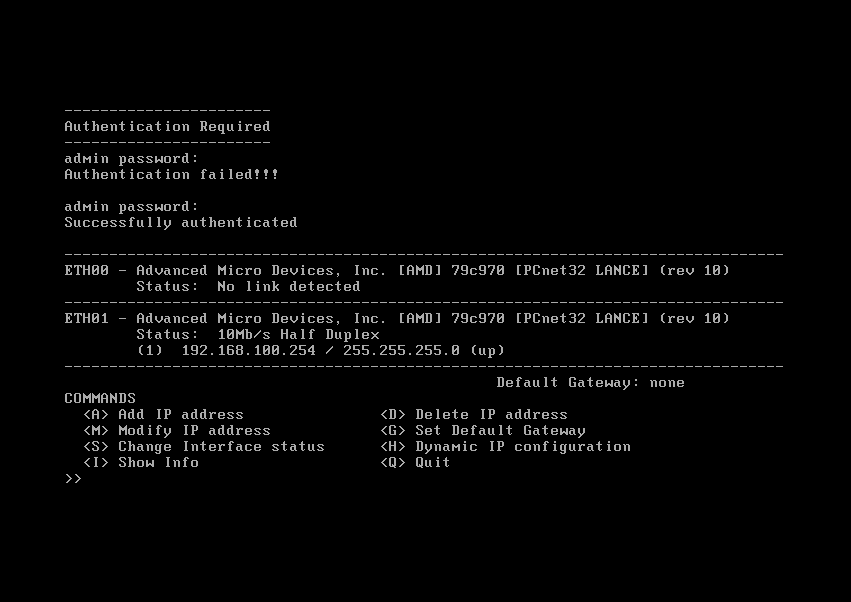 -----------------------
Authentication Required
-----------------------
admin password:
Authentication failed!!!
admin password:
Successfully authenticated
--------------------------------------------------------------------------------
ETH00 - Advanced Micro Devices, Inc. [AMD] 79c970 [PCnet32 LANCE] (rev 10)
Status:  No link detected
--------------------------------------------------------------------------------
ETH01 - Advanced Micro Devices, Inc. [AMD] 79c970 [PCnet32 LANCE] (rev 10)
Status:  10Mb/s Half Duplex
(1)  192.168.100.254 / 255.255.255.0 (up)
--------------------------------------------------------------------------------
Default Gateway: none
COMMANDS
<A> Add IP address <D> Delete IP address
<M> Modify IP address <G> Set Default Gateway
<S> Change Interface status <H> Dynamic IP configuration
<I> Show Info <Q> Quit
>>